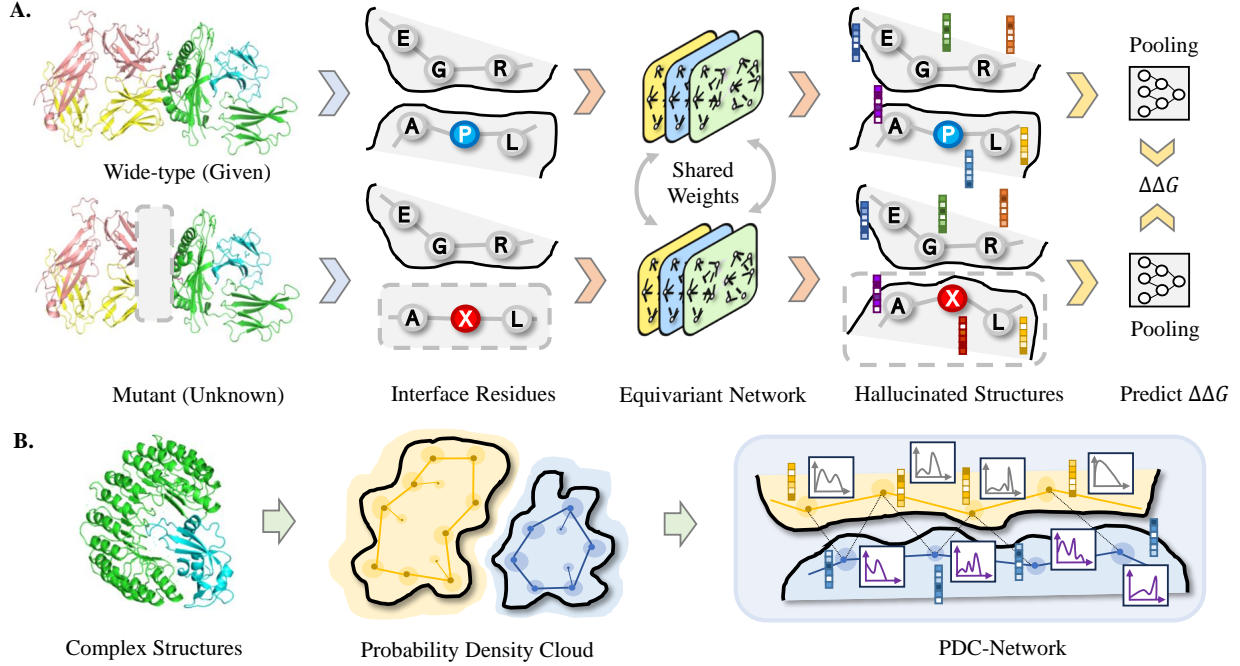 A.
E
G
R
A
P
L
Wide-type (Given)
E
G
R
A
X
L
Shared
Weights
E
G
R
A
P
L
E
G
R
A
X
L
Pooling
ΔΔG
Pooling
Mutant (Unknown)
Interface Residues
Equivariant Network
Hallucinated Structures
Predict ΔΔG
B.
Complex Structures
Probability Density Cloud
PDC-Network